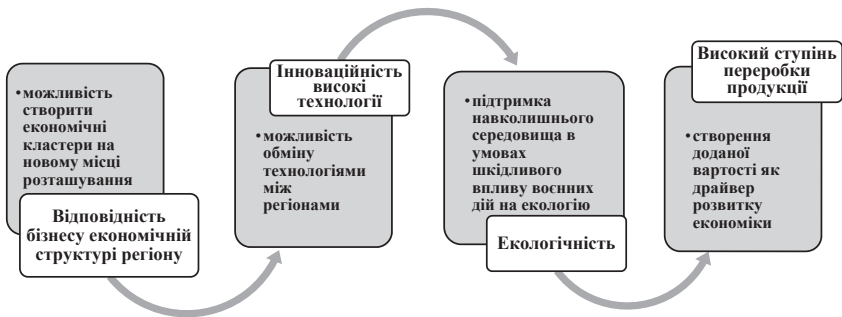 •можливість
створити
економічні
кластери на
новому місці
розташування
Відповідність
бізнесу економічній
структурі регіону
Інноваційність
високі
технології
•можливість
обміну
технологіями
між
регіонами
•підтримка
навколишнього
середовища в
умовах
шкідливого
впливу воєнних
дій на екологію
Екологічність
Високий ступінь
переробки
продукції
•створення
доданої
вартості як
драйвер
розвитку
економіки